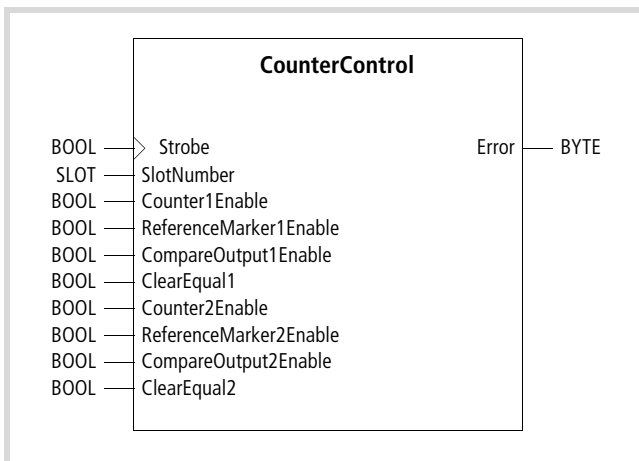 CounterControl
BOOL Strobe Error BYTE
SLOT SlotNumber
BOOL Counter1Enable
BOOL ReferenceMarker1Enable
BOOL CompareOutput1Enable
BOOL ClearEqual1
BOOL Counter2Enable
BOOL ReferenceMarker2Enable
BOOL CompareOutput2Enable
BOOL ClearEqual2